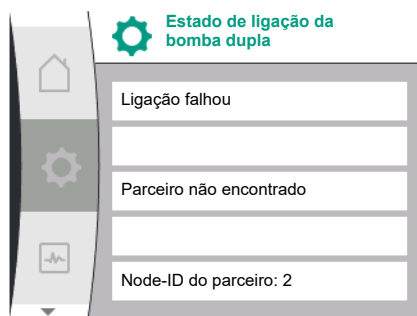 Estado de ligação da
bomba dupla
Ligação falhou
Parceiro não encontrado
Node-ID do parceiro: 2